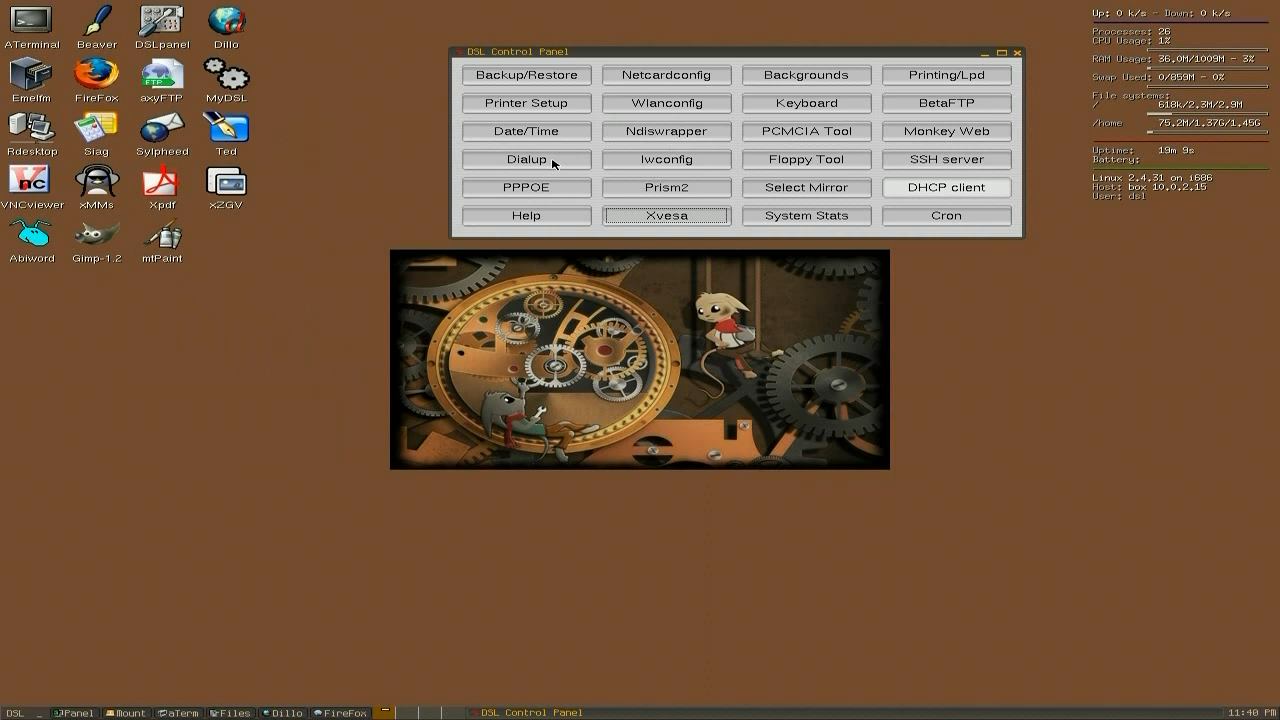 ATerminal Beaver DSLpanel Dillo
Emelfm FireFox axyFTP MyDSL
Rdesktop Siag Sylpheed Ted
VNCviewer xMMs Xpdf xZGV
Abiword Gimp-1.2 mtPaint
DSL Control Panel
Backup/Restore Netcardconfig Backgrounds Printing/Lpd
Printer Setup Wlanconfig Keyboard BetaFTP
Date/Time Ndiswrapper PCMCIA Tool Monkey Web
Dialup Iwconfig Floppy Tool SSH server
PPPOE Prism2 Select Mirror DHCP client
Help Xvesa System Stats Cron
Up: 0 k/s - Down: 0 k/s
Processes: 26
CPU Usage: 1%
RAM Usage: 36.0M/1009M - 3%
Swap Used: 0/859M - 0%
File systems:
/ 618k/2.3M/2.9M
/home 75.2M/1.37G/1.45G
Uptime: 19m 9s
Battery:
Linux 2.4.31 on i686
Host: box 10.0.2.15
User: dsl
DSL _ Panel Mount aTerm Files Dillo FireFox DSL Control Panel 11:40 PM